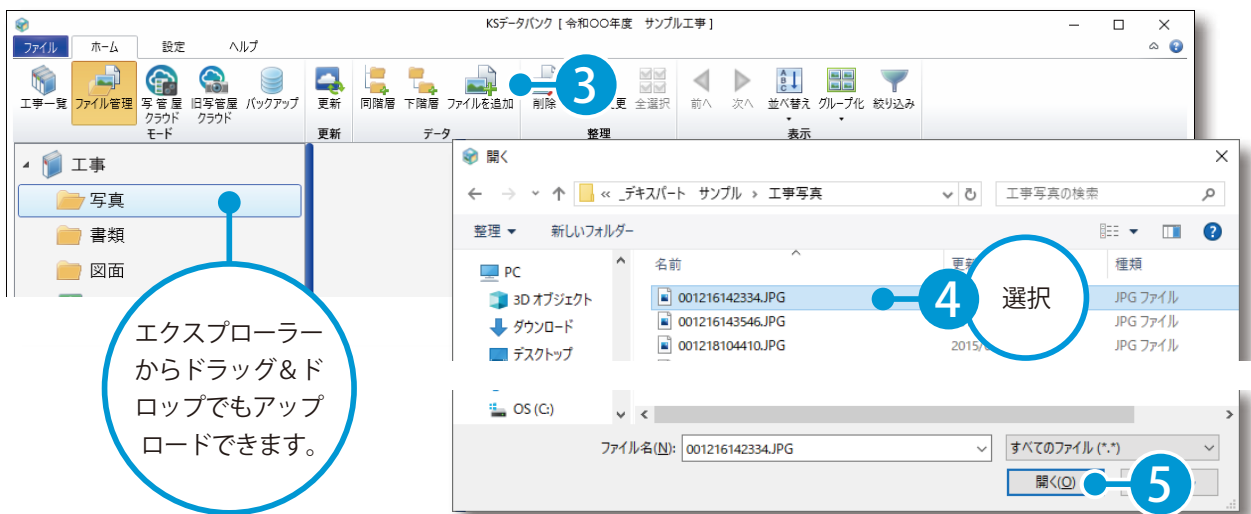 KSデータバンク [ 令和〇〇年度 サンプル工事 ]
ファイル ホーム 設定 ヘルプ
工事一覧 ファイル管理 写管屋クラウド 旧写管屋クラウド バックアップ 更新 同階層 下階層 ファイルを追加 削除 更 全選択 前へ 次へ 並べ替え グループ化 絞り込み
モード 更新 データ 整理 表示
3
工事
写真
書類
図面
エクスプローラー
からドラッグ＆ド
ロップでもアップ
ロードできます。
開く
« _デキスパート サンプル › 工事写真
工事写真の検索
整理 新しいフォルダー
名前 更新 種類
PC
3D オブジェクト
ダウンロード
デスクトップ
OS (C:)
001216142334.JPG JPG ファイル
001216143546.JPG JPG ファイル
001218104410.JPG 2015/ JPG ファイル
4
選択
ファイル名(N): 001216142334.JPG すべてのファイル (*.*)
開く(O)
5